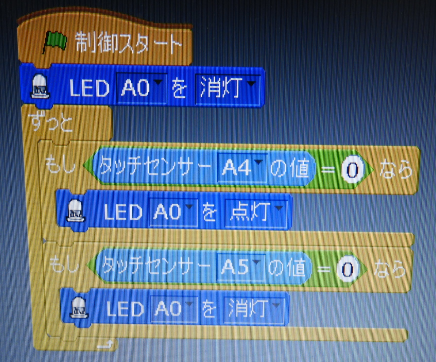 制御スタート
LED A0 を 消灯
ずっと
もし タッチセンサー A4 の値 = 0 なら
LED A0 を 点灯
もし タッチセンサー A5 の値 = 0 なら
LED A0 を 消灯